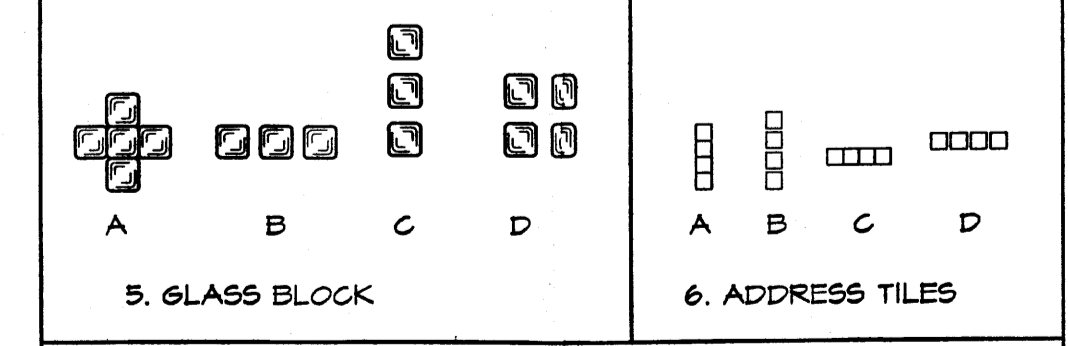 A B C D
5. GLASS BLOCK
A B C D
6. ADDRESS TILES